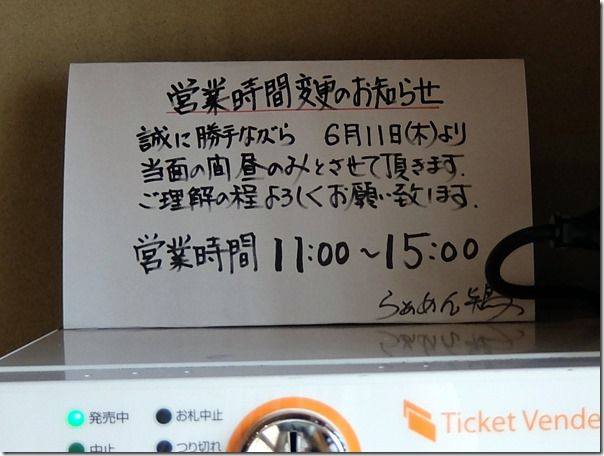 営業時間変更のお知らせ
誠に勝手ながら 6月11日(木)より
当面の間昼のみとさせて頂きます.
ご理解の程よろしくお願い致します.
営業時間 11:00～15:00
らぁめん
発売中 お札中止
中止 つり切れ
Ticket Vende